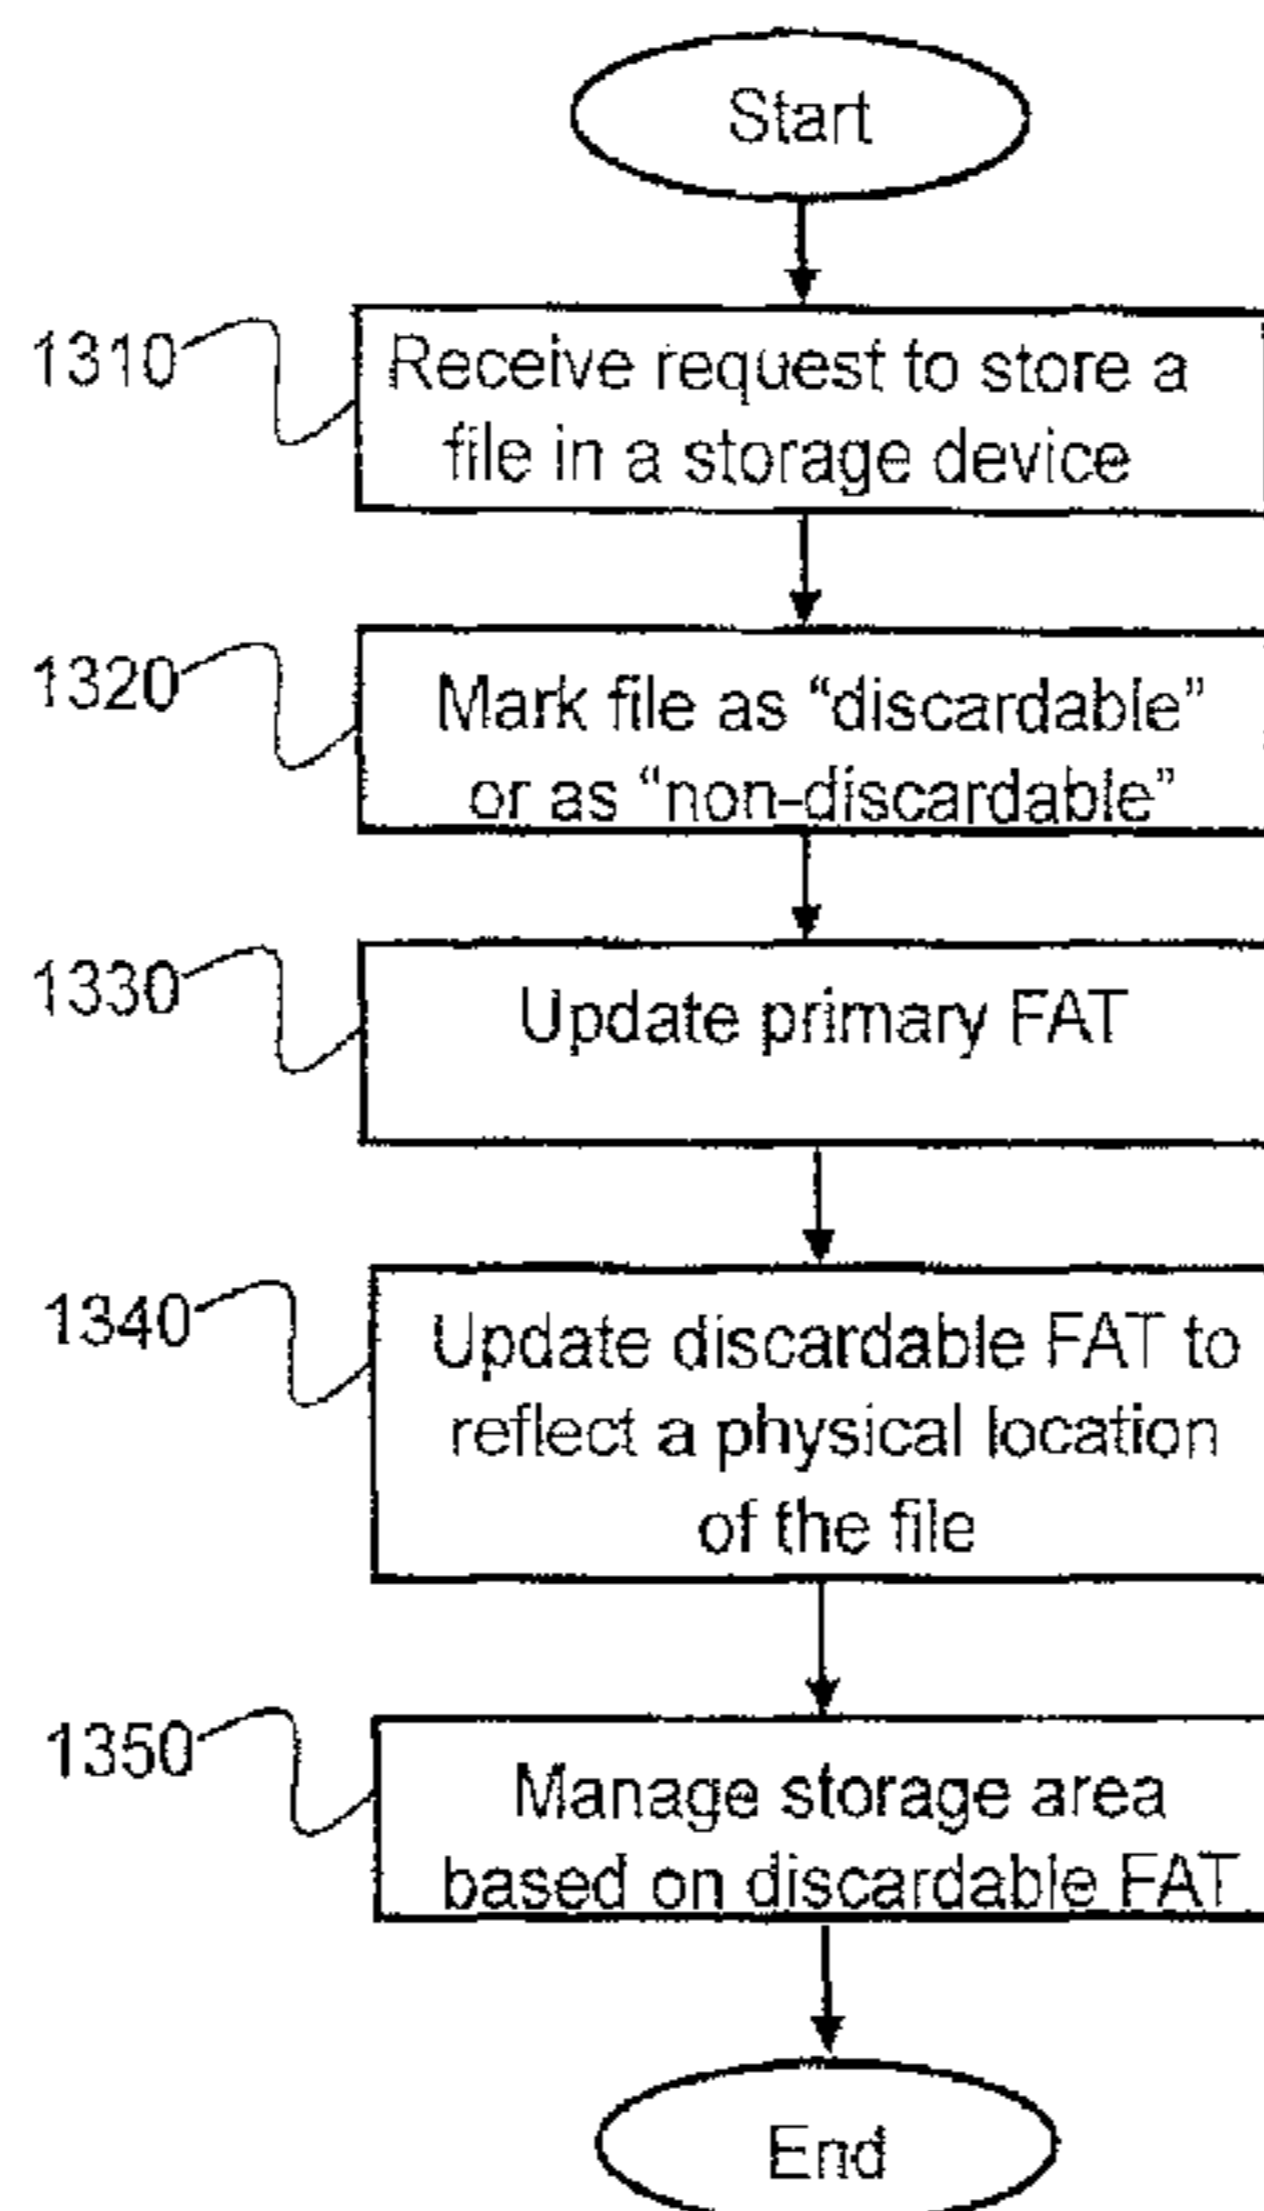 Start
1310
Receive request to store a
file in a storage device
1320
Mark file as “discardable”
or as “non-discardable”
1330
Update primary FAT
1340
Update discardable FAT to
reflect a physical location
of the file
1350
Manage storage area
based on discardable FAT
End